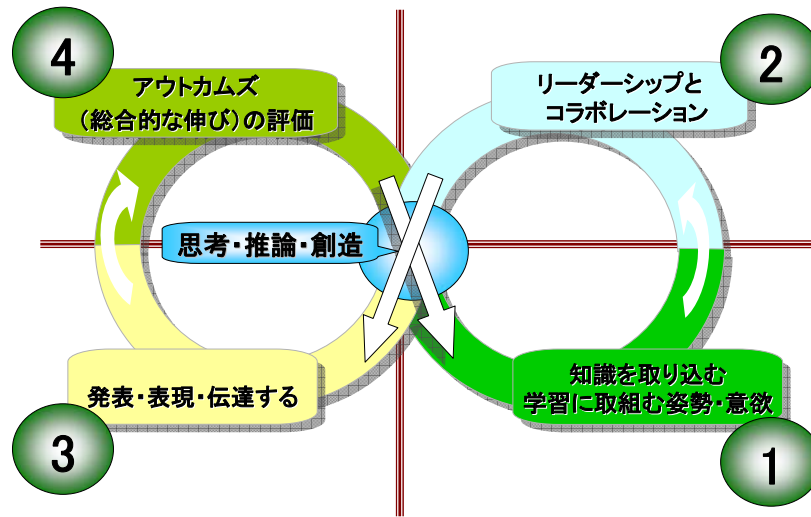 4
アウトカムズ
（総合的な伸び）の評価
2
リーダーシップと
コラボレーション
思考・推論・創造
発表・表現・伝達する
3
知識を取り込む
学習に取組む姿勢・意欲
1